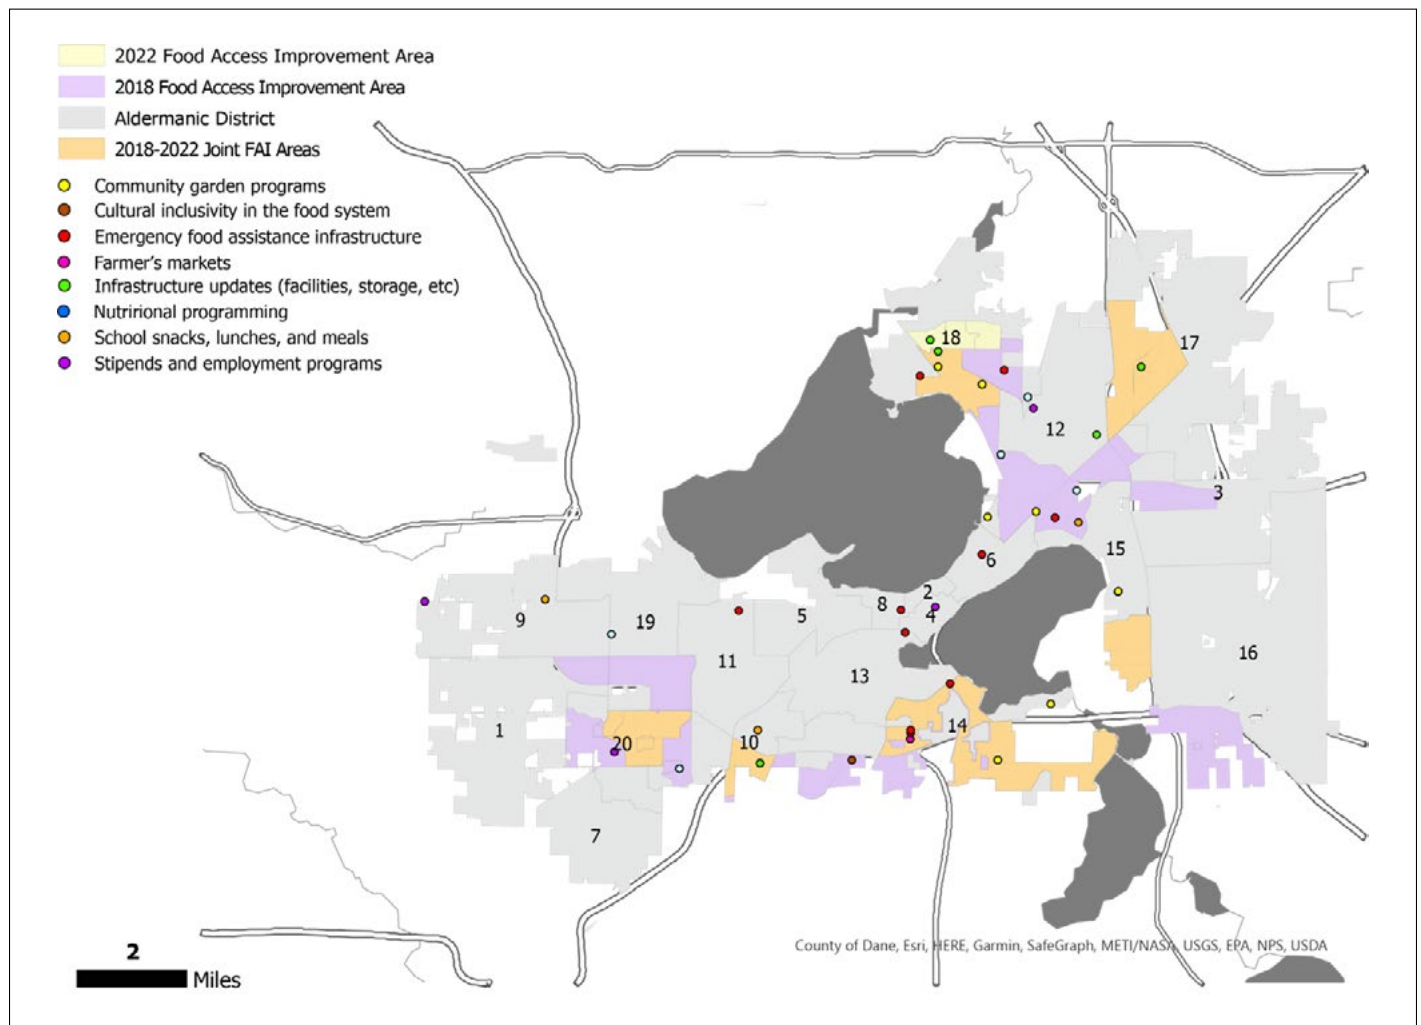 2022 Food Access Improvement Area
2018 Food Access Improvement Area
Aldermanic District
2018-2022 Joint FAI Areas
Community garden programs
Cultural inclusivity in the food system
Emergency food assistance infrastructure
Farmer's markets
Infrastructure updates (facilities, storage, etc)
Nutrirional programming
School snacks, lunches, and meals
Stipends and employment programs
18
17
12
3
15
6
2
8
4
5
9
19
11
13
16
1
20
10
14
7
County of Dane, Esri, HERE, Garmin, SafeGraph, METI/NASA, USGS, EPA, NPS, USDA
2
Miles